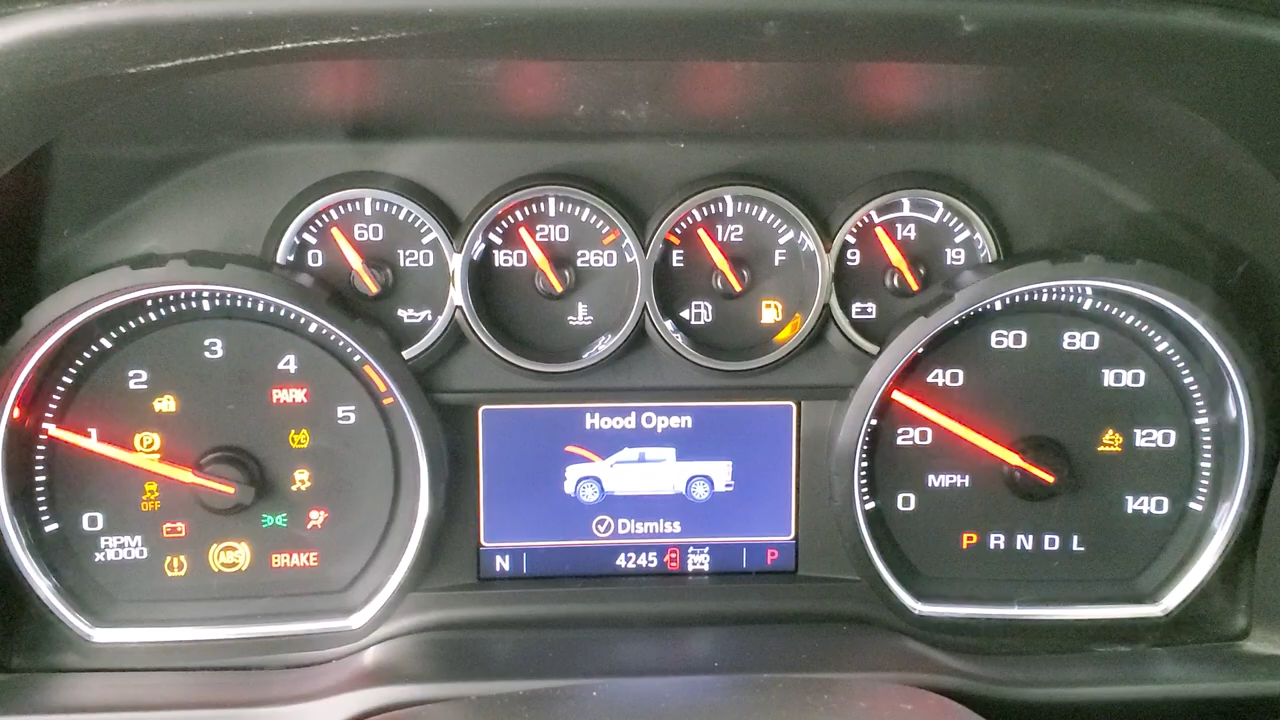 0 60 120
160 210 260
E 1/2 F
9 14 19
0 1 2 3 4 5
RPM
x1000
PARK
OFF
ABS
BRAKE
Hood Open
Dismiss
N 4245 2WD P
0 20 40 60 80 100 120 140
MPH
P R N D L